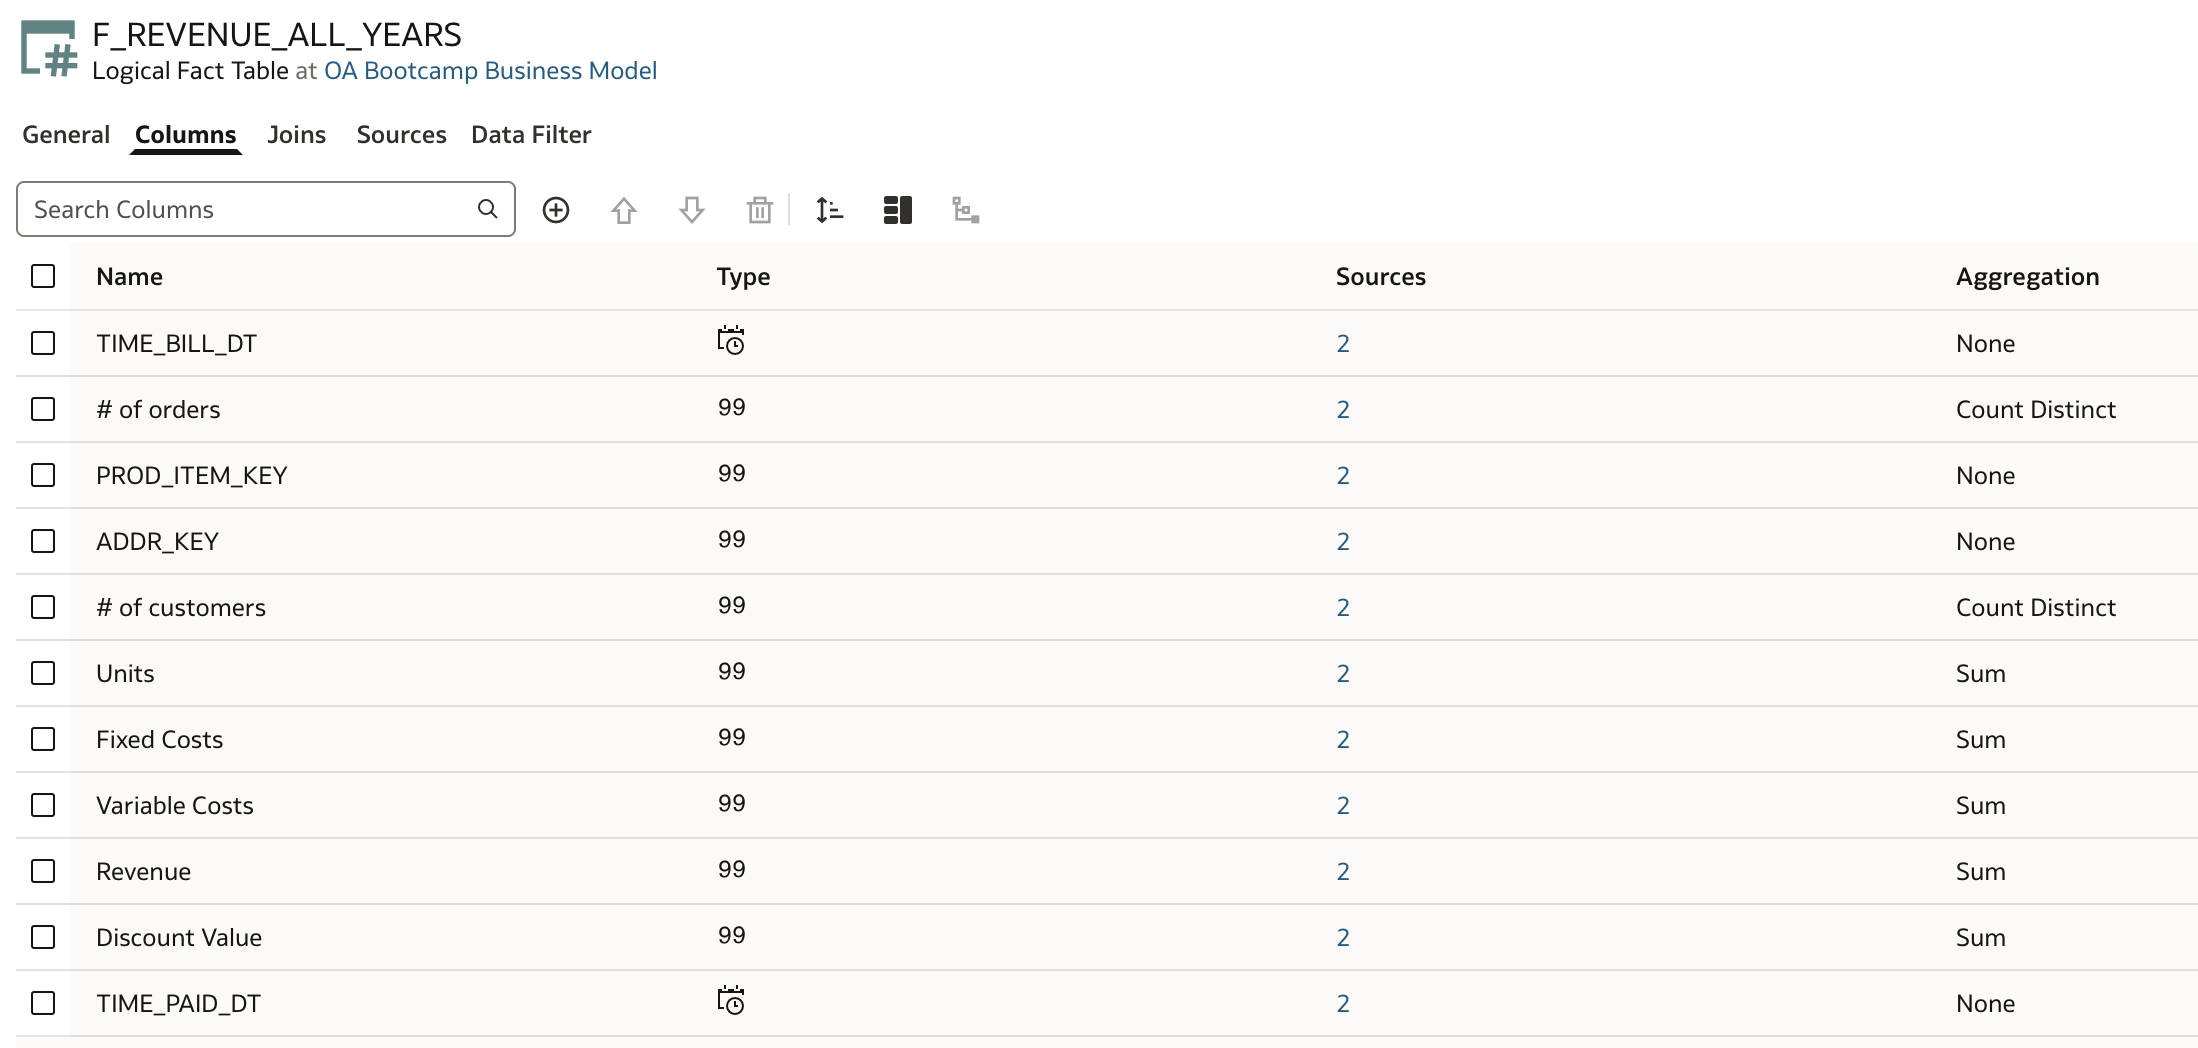 F_REVENUE_ALL_YEARS
Logical Fact Table at OA Bootcamp Business Model
General Columns Joins Sources Data Filter
Search Columns
Name Type Sources Aggregation
TIME_BILL_DT 2 None
# of orders 99 2 Count Distinct
PROD_ITEM_KEY 99 2 None
ADDR_KEY 99 2 None
# of customers 99 2 Count Distinct
Units 99 2 Sum
Fixed Costs 99 2 Sum
Variable Costs 99 2 Sum
Revenue 99 2 Sum
Discount Value 99 2 Sum
TIME_PAID_DT 2 None